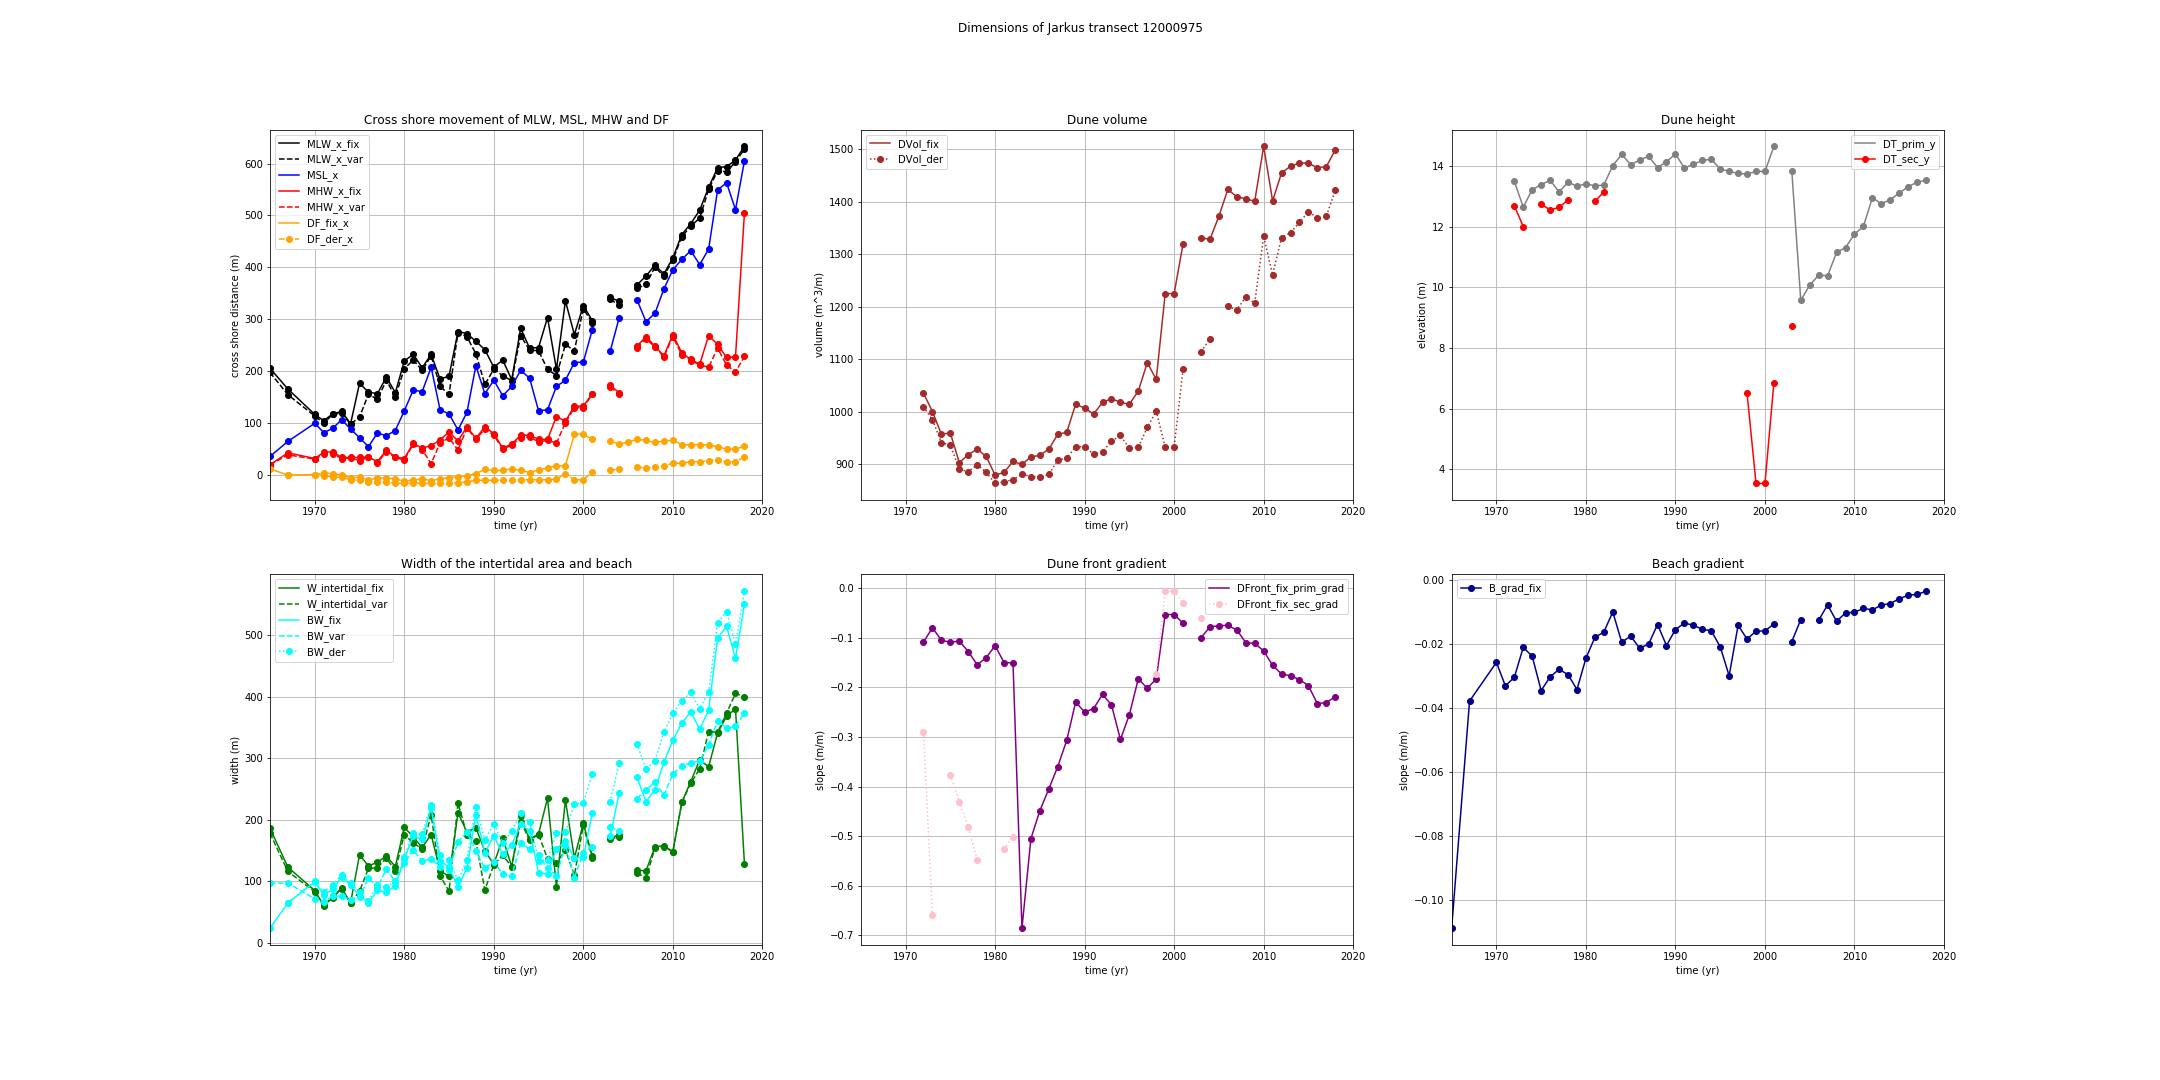 Dimensions of Jarkus transect 12000975
Cross shore movement of MLW, MSL, MHW and DF
cross shore distance (m)
600
500
400
300
200
100
0
MLW_x_fix
MLW_x_var
MSL_x
MHW_x_fix
MHW_x_var
DF_fix_x
DF_der_x
1970 1980 1990 2000 2010 2020
time (yr)
Dune volume
volume (m^3/m)
1500
1400
1300
1200
1100
1000
900
DVol_fix
DVol_der
1970 1980 1990 2000 2010 2020
time (yr)
Dune height
elevation (m)
14
12
10
8
6
4
DT_prim_y
DT_sec_y
1970 1980 1990 2000 2010 2020
time (yr)
Width of the intertidal area and beach
width (m)
500
400
300
200
100
0
W_intertidal_fix
W_intertidal_var
BW_fix
BW_var
BW_der
1970 1980 1990 2000 2010 2020
time (yr)
Dune front gradient
slope (m/m)
0.0
−0.1
−0.2
−0.3
−0.4
−0.5
−0.6
−0.7
DFront_fix_prim_grad
DFront_fix_sec_grad
1970 1980 1990 2000 2010 2020
time (yr)
Beach gradient
slope (m/m)
0.00
−0.02
−0.04
−0.06
−0.08
−0.10
B_grad_fix
1970 1980 1990 2000 2010 2020
time (yr)